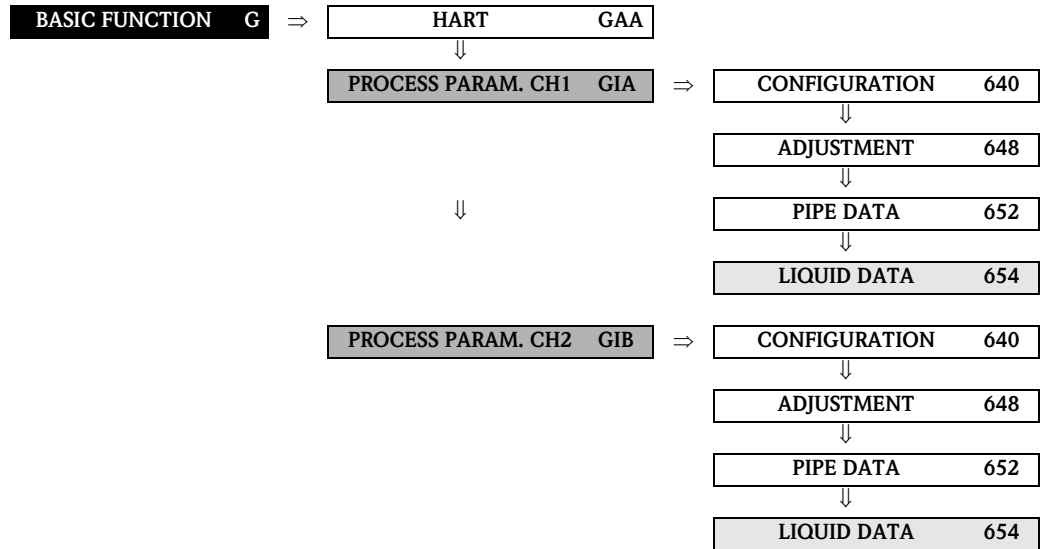 BASIC FUNCTION G ⇒ HART GAA
⇓
PROCESS PARAM. CH1 GIA ⇒ CONFIGURATION 640
⇓
ADJUSTMENT 648
⇓
⇓ PIPE DATA 652
⇓
LIQUID DATA 654
PROCESS PARAM. CH2 GIB ⇒ CONFIGURATION 640
⇓
ADJUSTMENT 648
⇓
PIPE DATA 652
⇓
LIQUID DATA 654